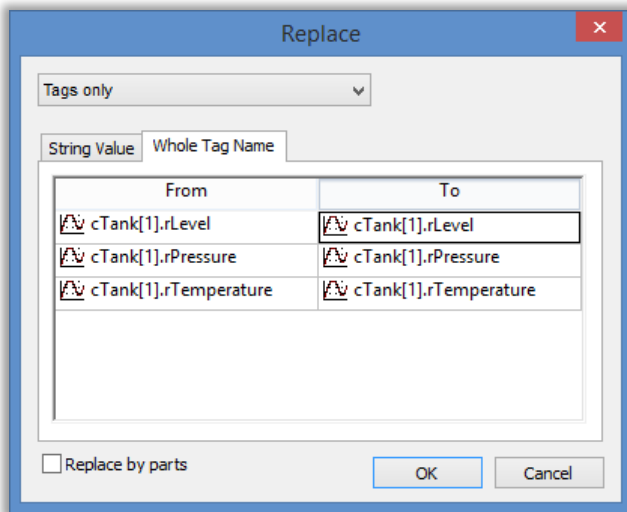 Replace
Tags only
String Value Whole Tag Name
From To
cTank[1].rLevel cTank[1].rLevel
cTank[1].rPressure cTank[1].rPressure
cTank[1].rTemperature cTank[1].rTemperature
Replace by parts OK Cancel